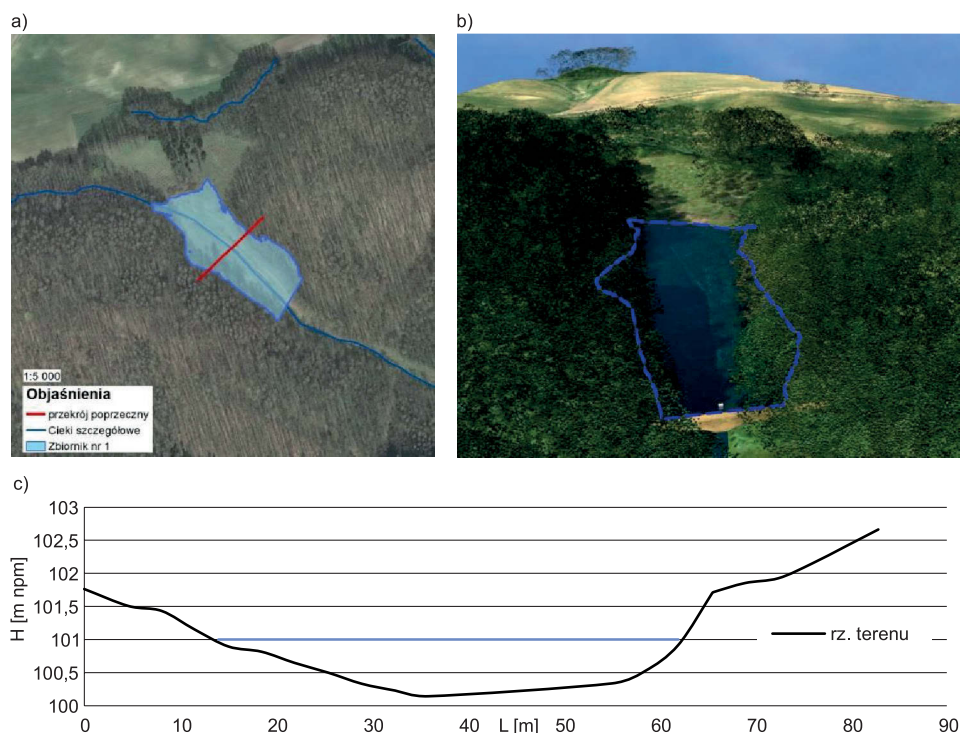 a)
b)
1:5 000
Objaśnienia
przekrój poprzeczny
Cieki szczegółowe
Zbiornik nr 1
c)
H [m npm]
103
102,5
102
101,5
101
100,5
100
rz. terenu
0 10 20 30 40 L [m] 50 60 70 80 90